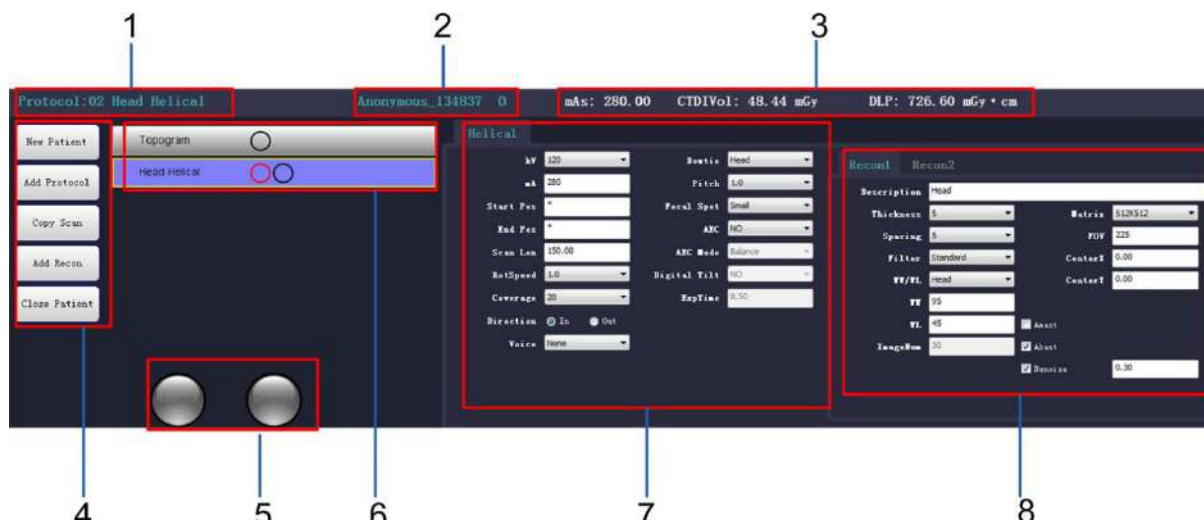 1 2 3
Protocol:02 Head Helical Anonymous_134837 O mAs: 280.00 CTDIVol: 48.44 mGy DLP: 726.60 mGy*cm
New Patient
Add Protocol
Copy Scan
Add Recon
Close Patient
Topogram
Head Helical
Helical
kV 120 Bowtie Head
mA 280 Pitch 1.0
Start Pos * Focal Spot Small
End Pos * AEC NO
Scan Len 150.00 AEC Mode Balance
RotSpeed 1.0 Digital Tilt NO
Coverage 20 ExpTime 8.50
Direction In Out
Voice None
Recon1 Recon2
Description Head
Thickness 5 Matrix 512X512
Spacing 5 FOV 225
Filter Standard CenterX 0.00
WW/WL Head CenterY 0.00
WW 95
WL 45 Amart
ImageNum 30 Abart
Denoise 0.30
4 5 6 7 8